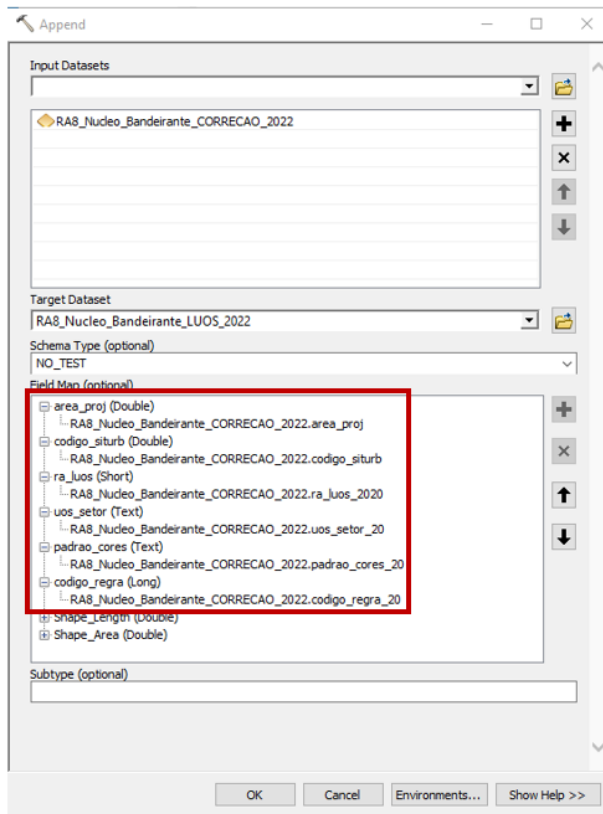 Append
Input Datasets
RA8_Nucleo_Bandeirante_CORRECAO_2022
Target Dataset
RA8_Nucleo_Bandeirante_LUOS_2022
Schema Type (optional)
NO_TEST
Field Map (optional)
area_proj (Double)
RA8_Nucleo_Bandeirante_CORRECAO_2022.area_proj
codigo_siturb (Double)
RA8_Nucleo_Bandeirante_CORRECAO_2022.codigo_siturb
ra_luos (Short)
RA8_Nucleo_Bandeirante_CORRECAO_2022.ra_luos_2020
uos_setor (Text)
RA8_Nucleo_Bandeirante_CORRECAO_2022.uos_setor_20
padrao_cores (Text)
RA8_Nucleo_Bandeirante_CORRECAO_2022.padrao_cores_20
codigo_regra (Long)
RA8_Nucleo_Bandeirante_CORRECAO_2022.codigo_regra_20
Shape_Length (Double)
Shape_Area (Double)
Subtype (optional)
OK Cancel Environments... Show Help >>